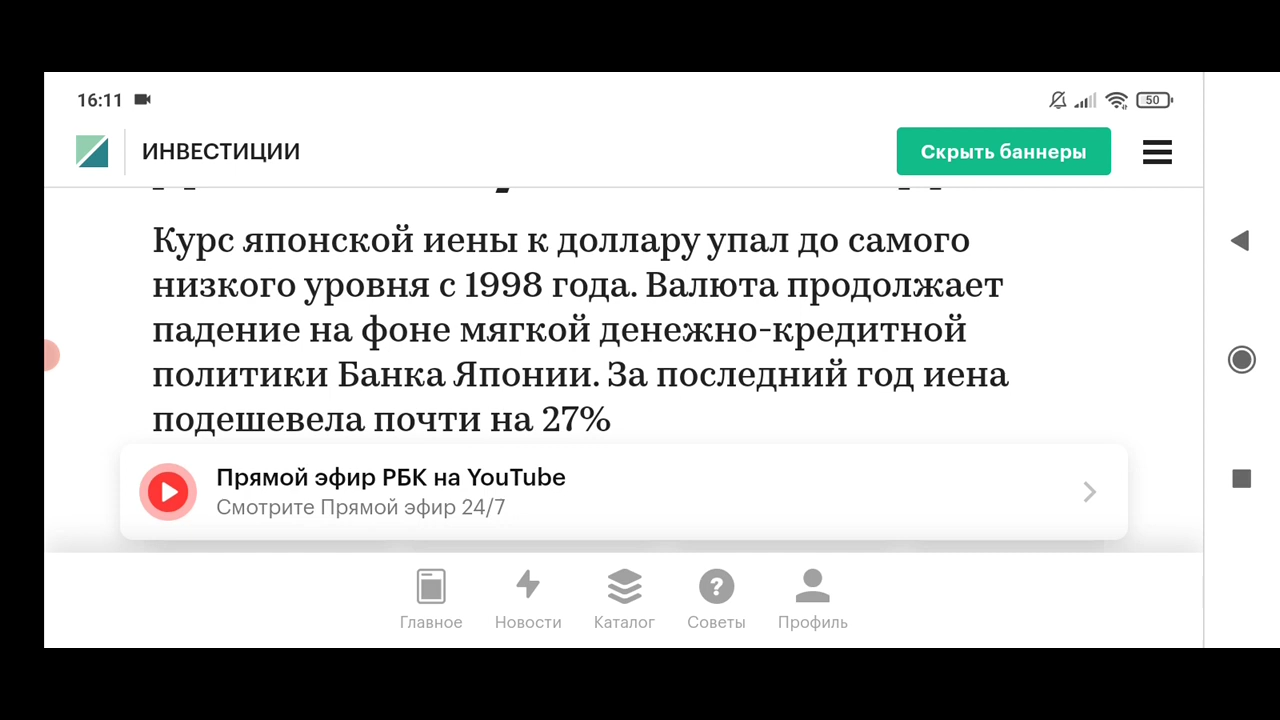 16:11
50
ИНВЕСТИЦИИ
Скрыть баннеры
Курс японской иены к доллару упал до самого
низкого уровня с 1998 года. Валюта продолжает
падение на фоне мягкой денежно-кредитной
политики Банка Японии. За последний год иена
подешевела почти на 27%
Прямой эфир РБК на YouTube
Смотрите Прямой эфир 24/7
Главное
Новости
Каталог
Советы
Профиль